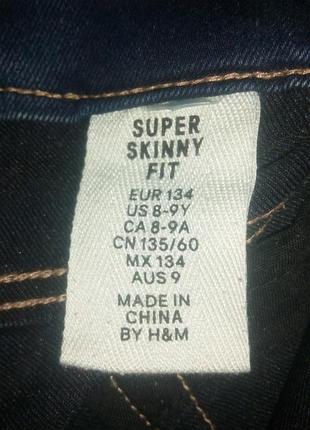 SUPER
SKINNY
FIT
EUR 134
US 8-9Y
CA 8-9A
CN 135/60
MX 134
AUS 9
MADE IN
CHINA
BY H&M